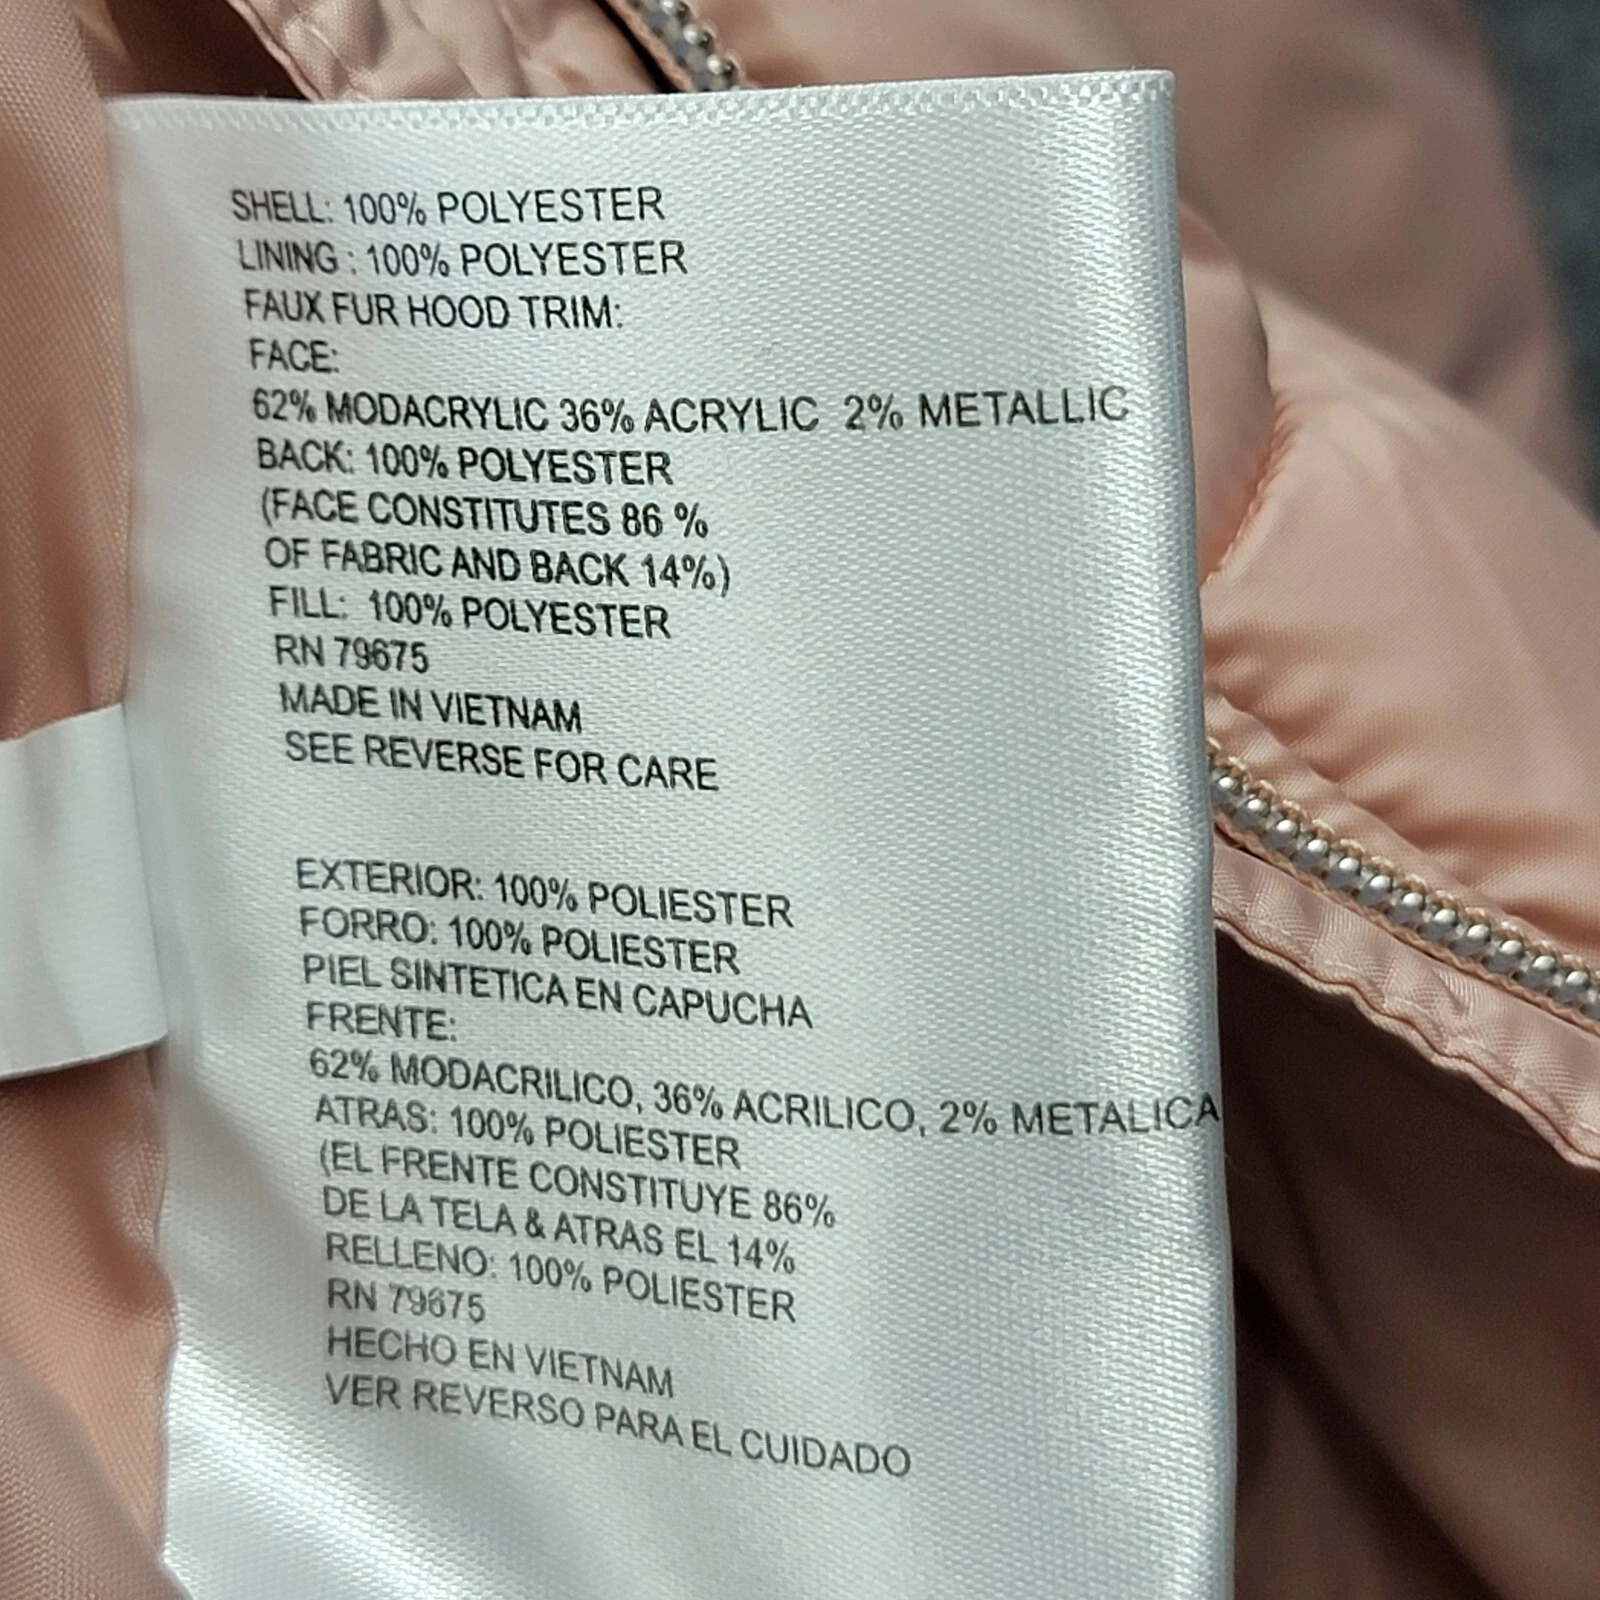 SHELL: 100% POLYESTER
LINING : 100% POLYESTER
FAUX FUR HOOD TRIM:
FACE:
62% MODACRYLIC 36% ACRYLIC 2% METALLIC
BACK: 100% POLYESTER
(FACE CONSTITUTES 86 %
OF FABRIC AND BACK 14%)
FILL: 100% POLYESTER
RN 79675
MADE IN VIETNAM
SEE REVERSE FOR CARE
EXTERIOR: 100% POLIESTER
FORRO: 100% POLIESTER
PIEL SINTETICA EN CAPUCHA
FRENTE:
62% MODACRILICO, 36% ACRILICO, 2% METALICA
ATRAS: 100% POLIESTER
(EL FRENTE CONSTITUYE 86%
DE LA TELA & ATRAS EL 14%
RELLENO: 100% POLIESTER
RN 79675
HECHO EN VIETNAM
VER REVERSO PARA EL CUIDADO